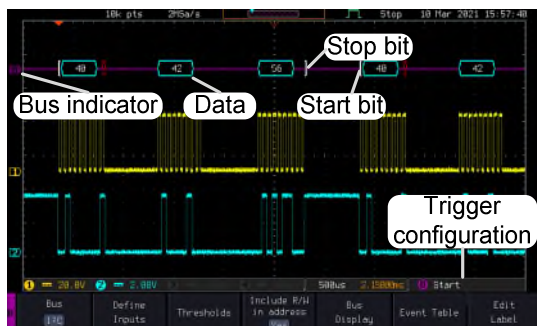 10k pts 2MSa/s Stop 10 Mar 2021 15:57:40
Stop bit
40 42 56 40 42
Bus indicator Data Start bit
Trigger
configuration
1 20.0V 2 2.00V 500us Start
Bus Define Thresholds Include R/W Bus Event Table Edit
I²C Inputs in address Display Label